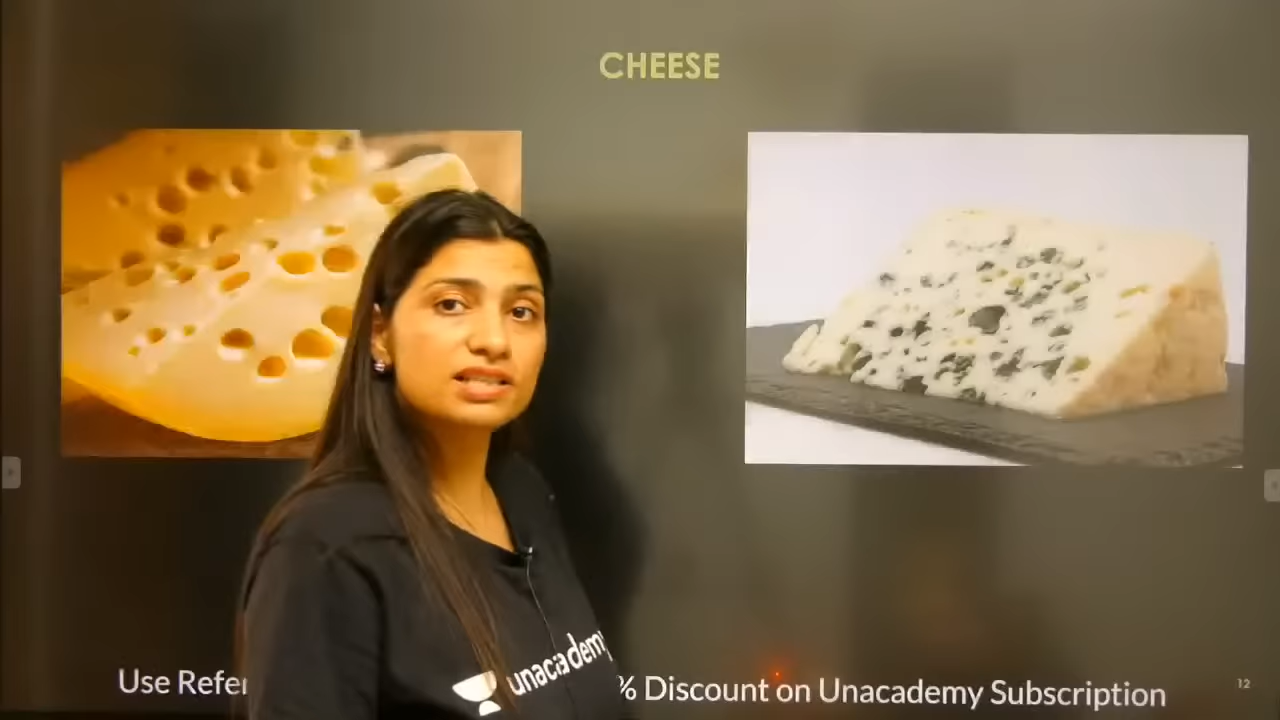 CHEESE
unacademy
Use Refer
% Discount on Unacademy Subscription
12